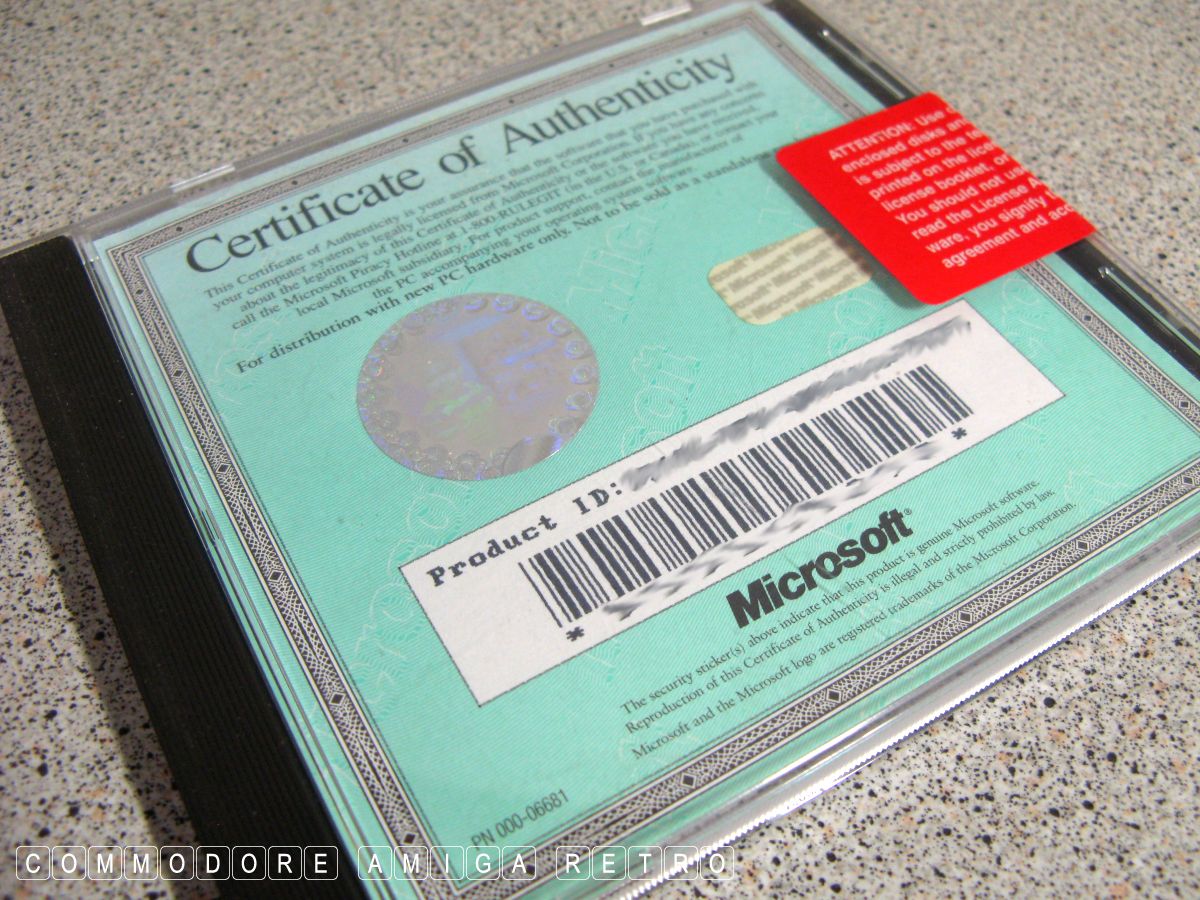 Certificate of Authenticity
This Certificate of Authenticity is your assurance that the software that you have purchased with
your computer system is legally licensed from Microsoft Corporation. If you have any concerns
about the legitimacy of this Certificate of Authenticity or the software you have acquired,
call the Microsoft Piracy Hotline at 1-800-RULEGIT (in the U.S. or Canada), or contact your
local Microsoft subsidiary. For product support, contact the manufacturer of
the PC accompanying your operating system software.
For distribution with new PC hardware only. Not to be sold as a standalone
ATTENTION: Use
enclosed disks an
is subject to the te
printed on the lice
license booklet or
You should not us
read the License A
ware, you signify
agreement and acc
Product ID:
* *
Microsoft®
The security sticker(s) above indicate that this product is genuine Microsoft software.
Reproduction of this Certificate of Authenticity is illegal and strictly prohibited by law.
Microsoft and the Microsoft logo are registered trademarks of the Microsoft Corporation.
PN 000-06681
COMMODORE AMIGA RETRO